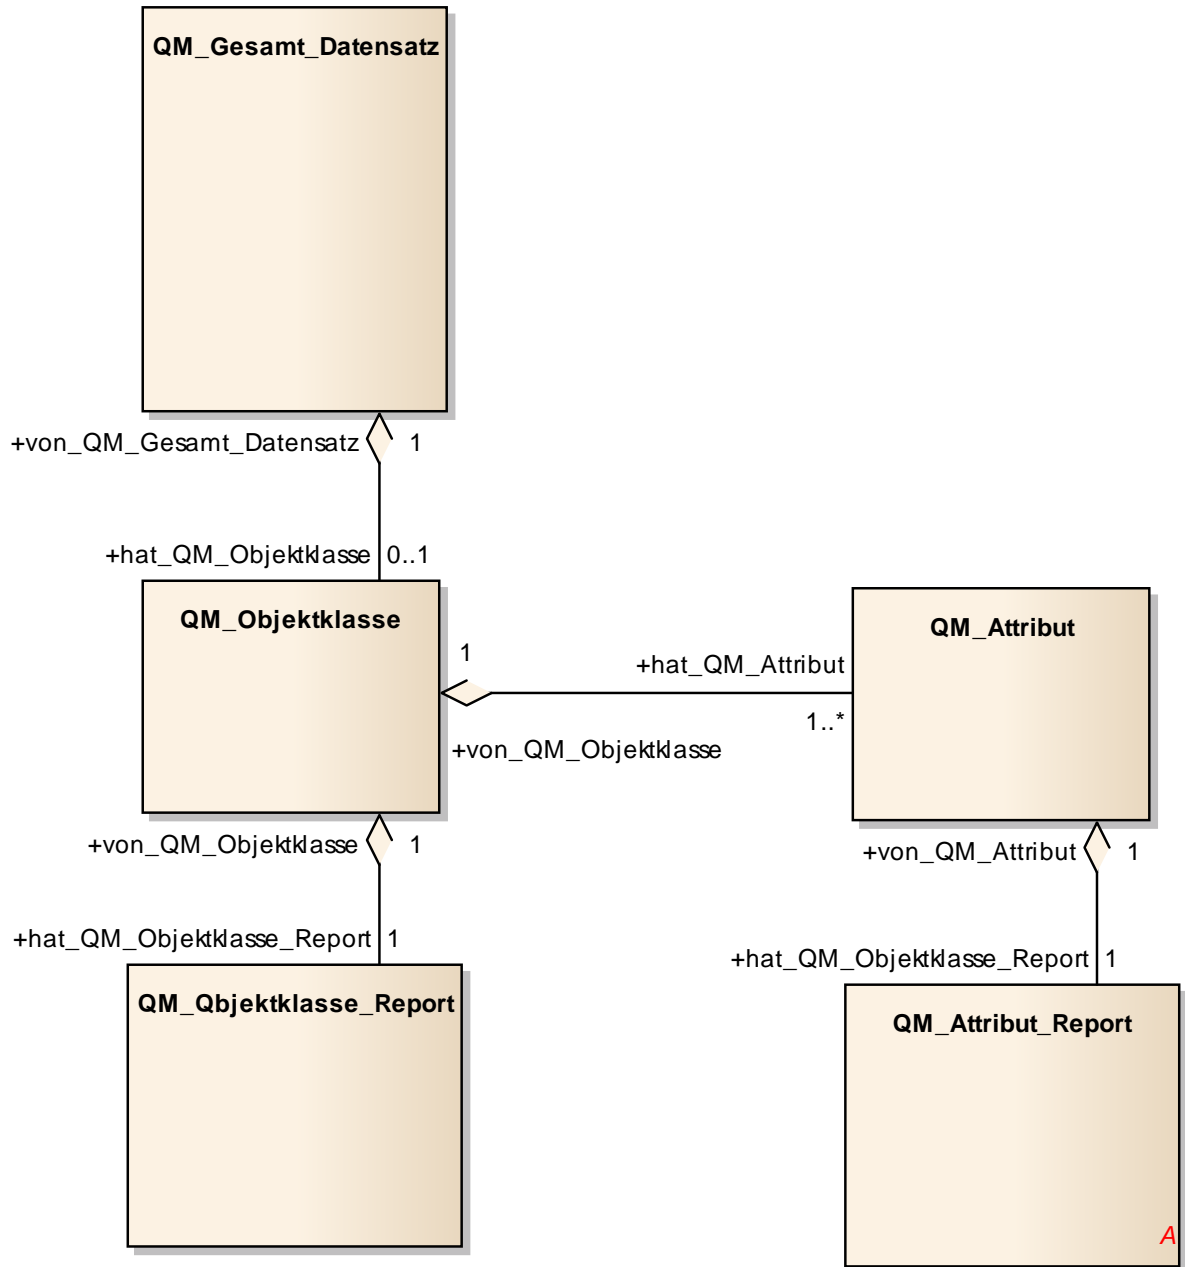 QM_Gesamt_Datensatz
+von_QM_Gesamt_Datensatz 1
+hat_QM_Objektklasse 0..1
QM_Objektklasse
QM_Attribut
1
+hat_QM_Attribut
1..*
+von_QM_Objektklasse
+von_QM_Objektklasse 1
+von_QM_Attribut 1
+hat_QM_Objektklasse_Report 1
+hat_QM_Objektklasse_Report 1
QM_Qbjektklasse_Report
QM_Attribut_Report
A